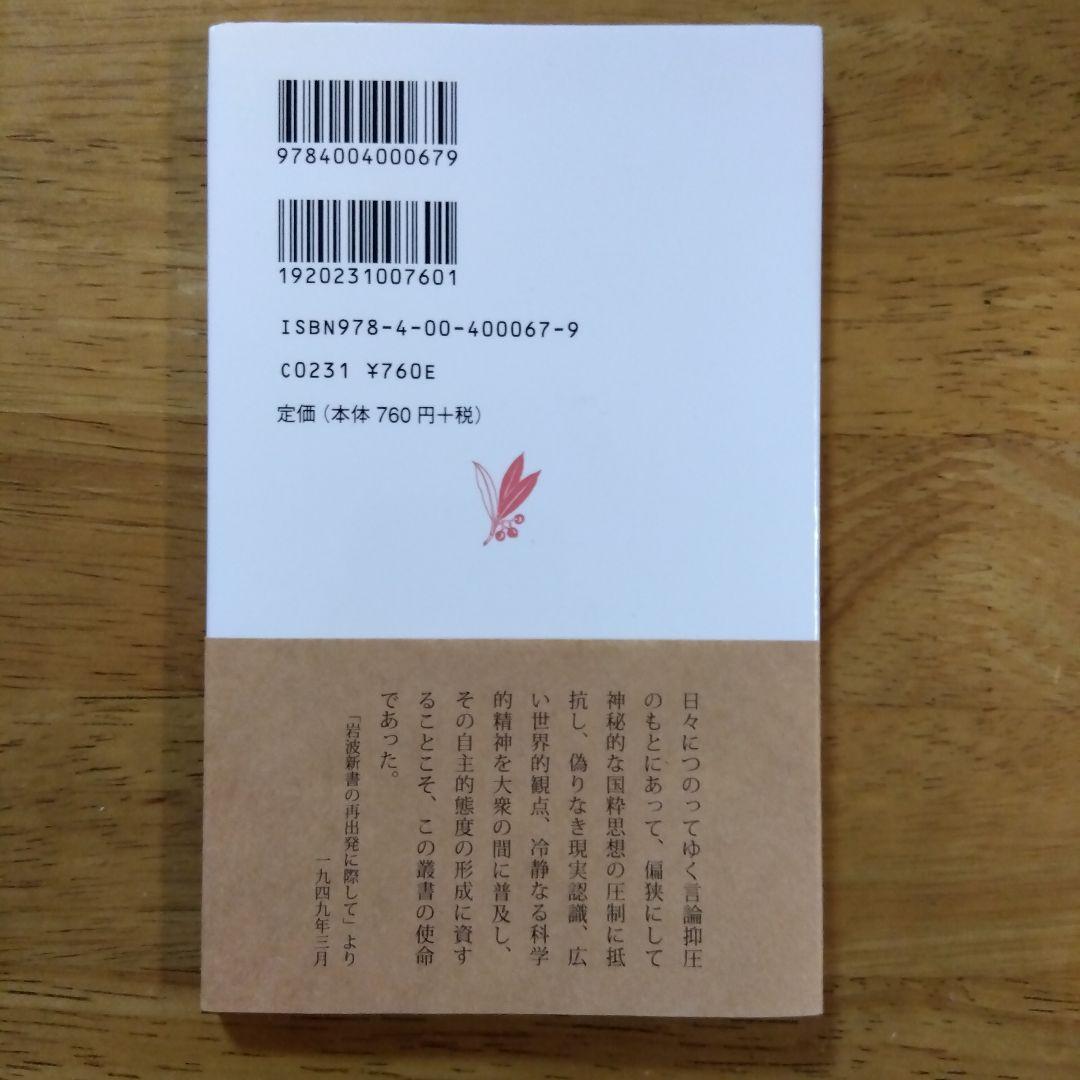 9784004000679
1920231007601
ISBN978-4-00-400067-9
C0231 ¥760E
定価(本体 760 円+税)
日々につのってゆく言論抑圧
のもとにあって、偏狭にして
神秘的な国粋思想の圧制に抵
抗し、偽りなき現実認識、広
い世界的観点、冷静なる科学
的精神を大衆の間に普及し、
その自主的態度の形成に資す
ることこそ、この叢書の使命
であった。
「岩波新書の再出発に際して」より
一九四九年三月